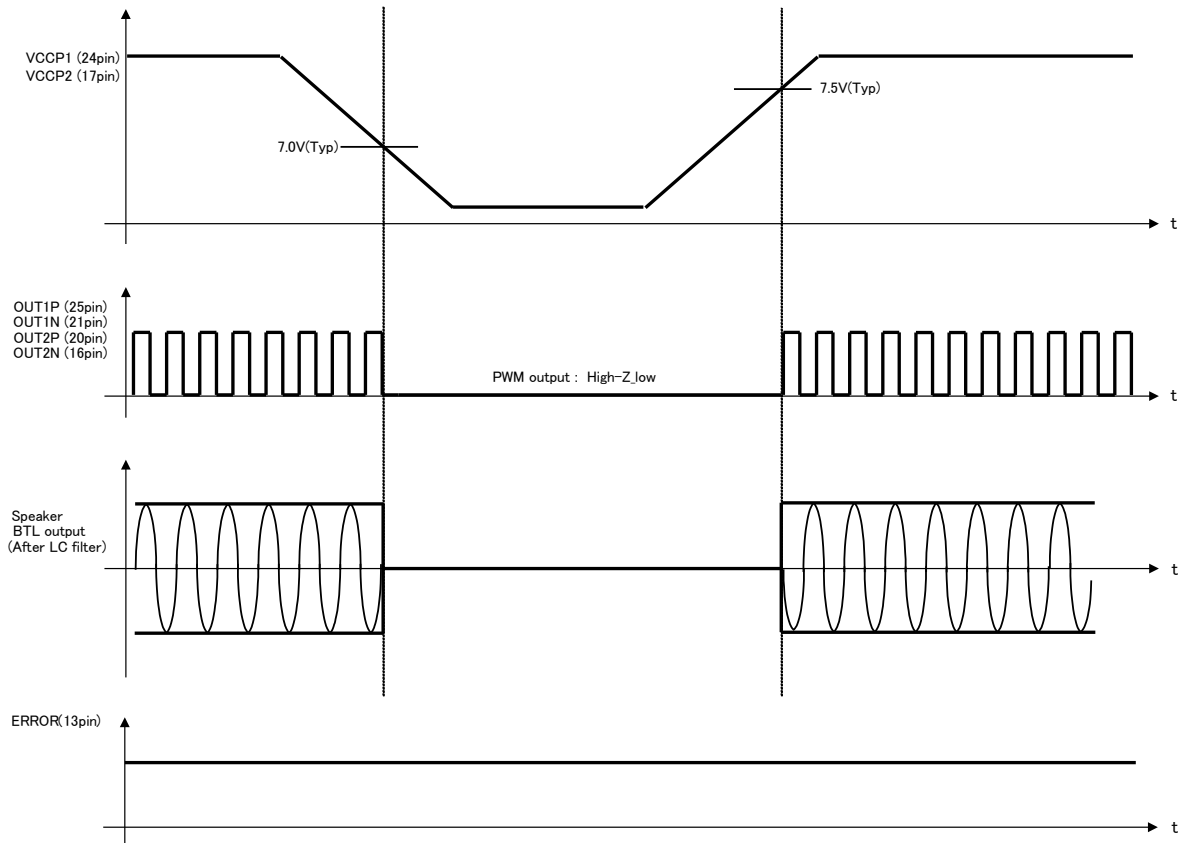 VCCP1 (24pin)
VCCP2 (17pin)
7.5V(Typ)
7.0V(Typ)
t
OUT1P (25pin)
OUT1N (21pin)
OUT2P (20pin)
OUT2N (16pin)
PWM output : High-Z_low
t
Speaker
BTL output
(After LC filter)
t
ERROR(13pin)
t